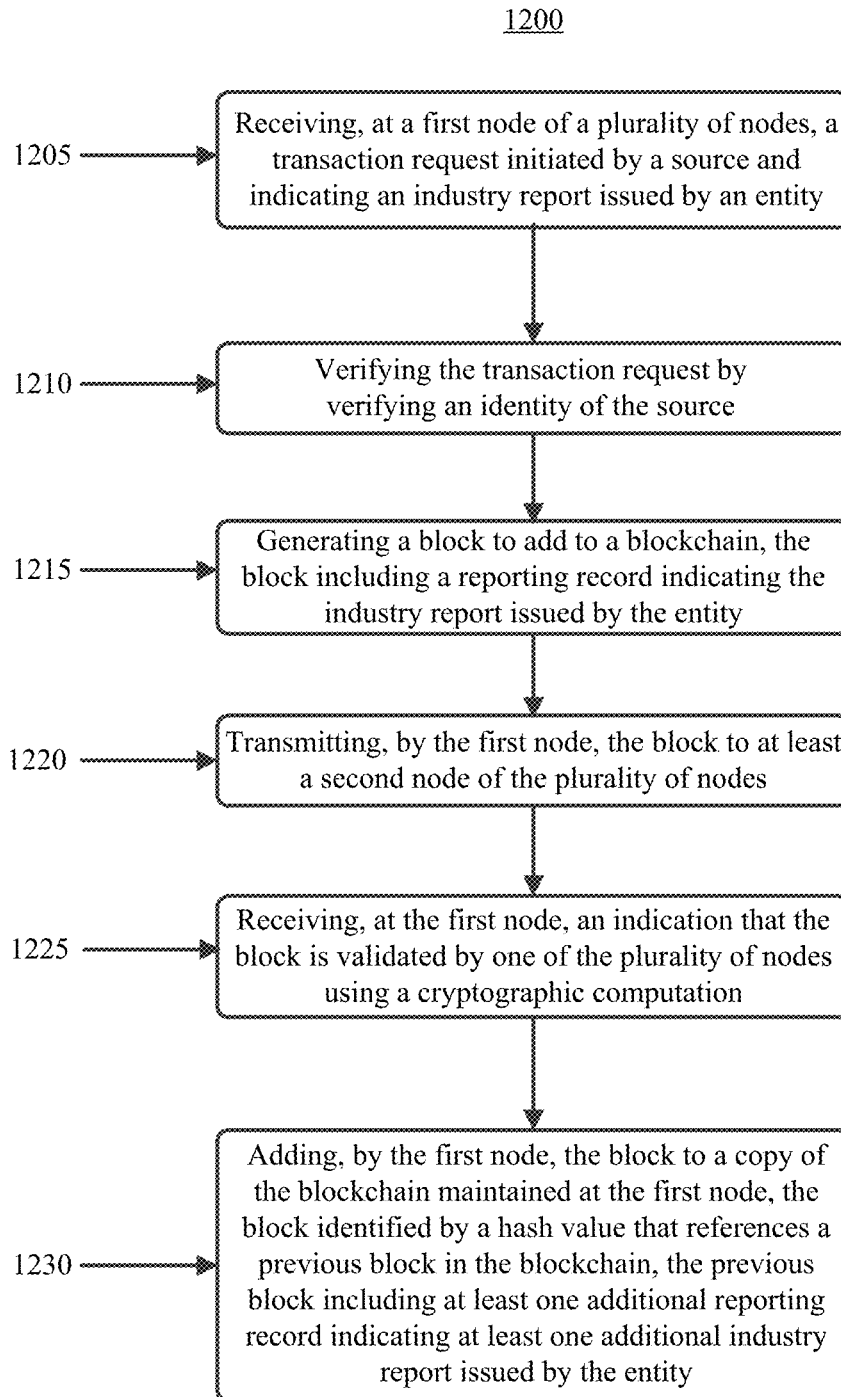 1200
1205
Receiving, at a first node of a plurality of nodes, a
transaction request initiated by a source and
indicating an industry report issued by an entity
1210
Verifying the transaction request by
verifying an identity of the source
1215
Generating a block to add to a blockchain, the
block including a reporting record indicating the
industry report issued by the entity
1220
Transmitting, by the first node, the block to at least
a second node of the plurality of nodes
1225
Receiving, at the first node, an indication that the
block is validated by one of the plurality of nodes
using a cryptographic computation
1230
Adding, by the first node, the block to a copy of
the blockchain maintained at the first node, the
block identified by a hash value that references a
previous block in the blockchain, the previous
block including at least one additional reporting
record indicating at least one additional industry
report issued by the entity